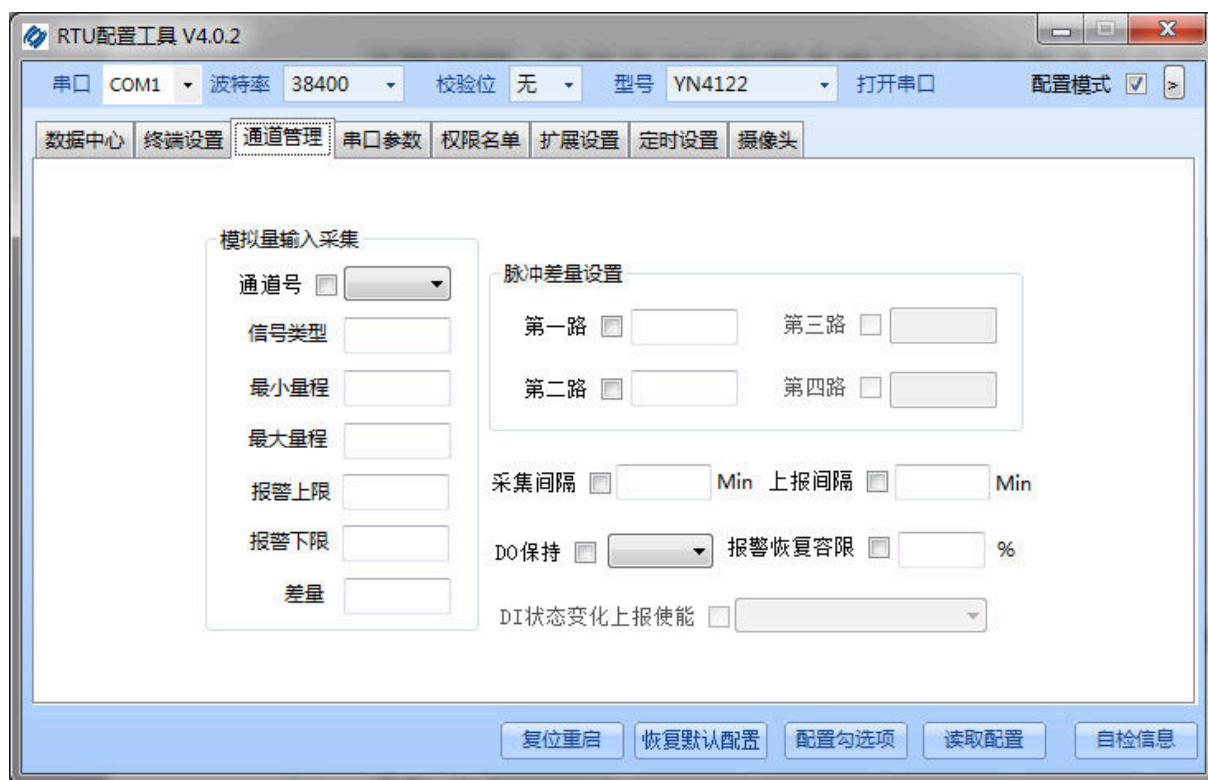 RTU配置工具 V4.0.2
串口 COM1 波特率 38400 校验位 无 型号 YN4122 打开串口 配置模式 >
数据中心 终端设置 通道管理 串口参数 权限名单 扩展设置 定时设置 摄像头
模拟量输入采集
通道号
信号类型
最小量程
最大量程
报警上限
报警下限
差量
脉冲差量设置
第一路 第三路
第二路 第四路
采集间隔 Min 上报间隔 Min
DO保持 报警恢复容限 %
DI状态变化上报使能
复位重启 恢复默认配置 配置勾选项 读取配置 自检信息